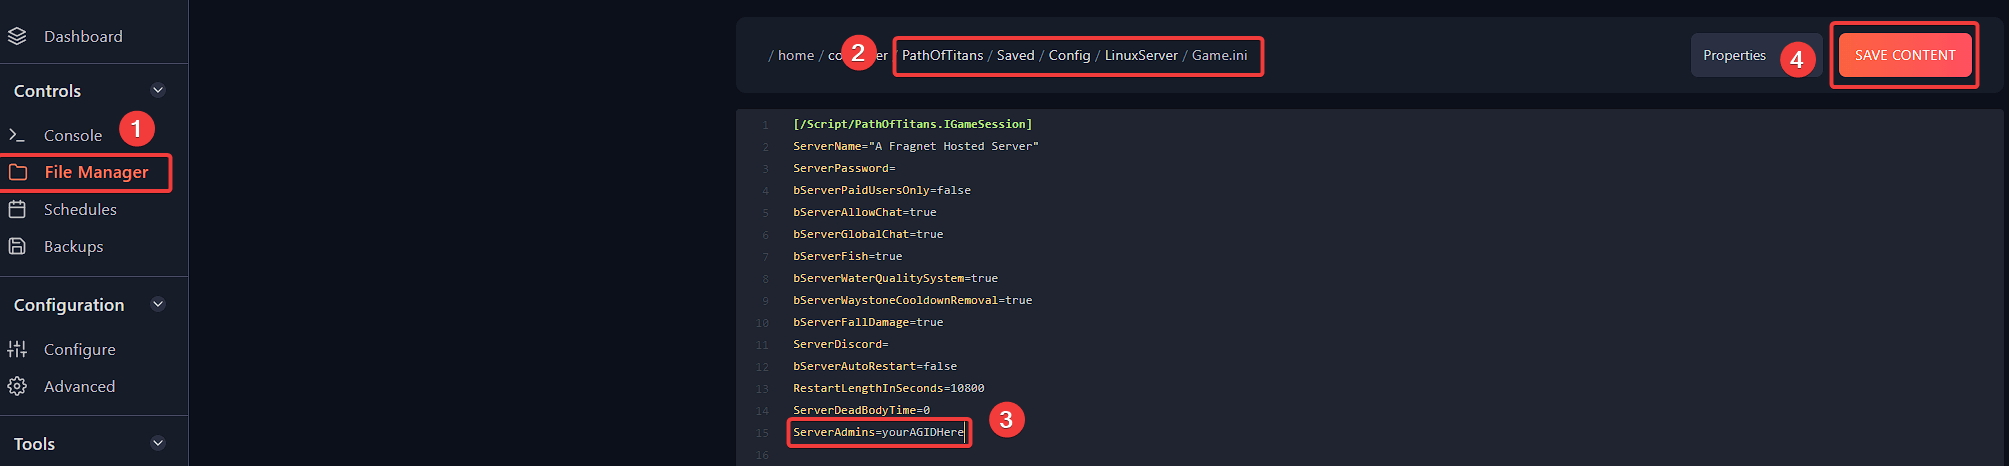 Dashboard
Controls
Console
1
File Manager
Schedules
Backups
Configuration
Configure
Advanced
Tools
/ home / co 2 er / PathOfTitans / Saved / Config / LinuxServer / Game.ini
Properties
4
SAVE CONTENT
1 [/Script/PathOfTitans.IGameSession]
2 ServerName="A Fragnet Hosted Server"
3 ServerPassword=
4 bServerPaidUsersOnly=false
5 bServerAllowChat=true
6 bServerGlobalChat=true
7 bServerFish=true
8 bServerWaterQualitySystem=true
9 bServerWaystoneCooldownRemoval=true
10 bServerFallDamage=true
11 ServerDiscord=
12 bServerAutoRestart=false
13 RestartLengthInSeconds=10800
14 ServerDeadBodyTime=0
15 ServerAdmins=yourAGIDHere
3
16